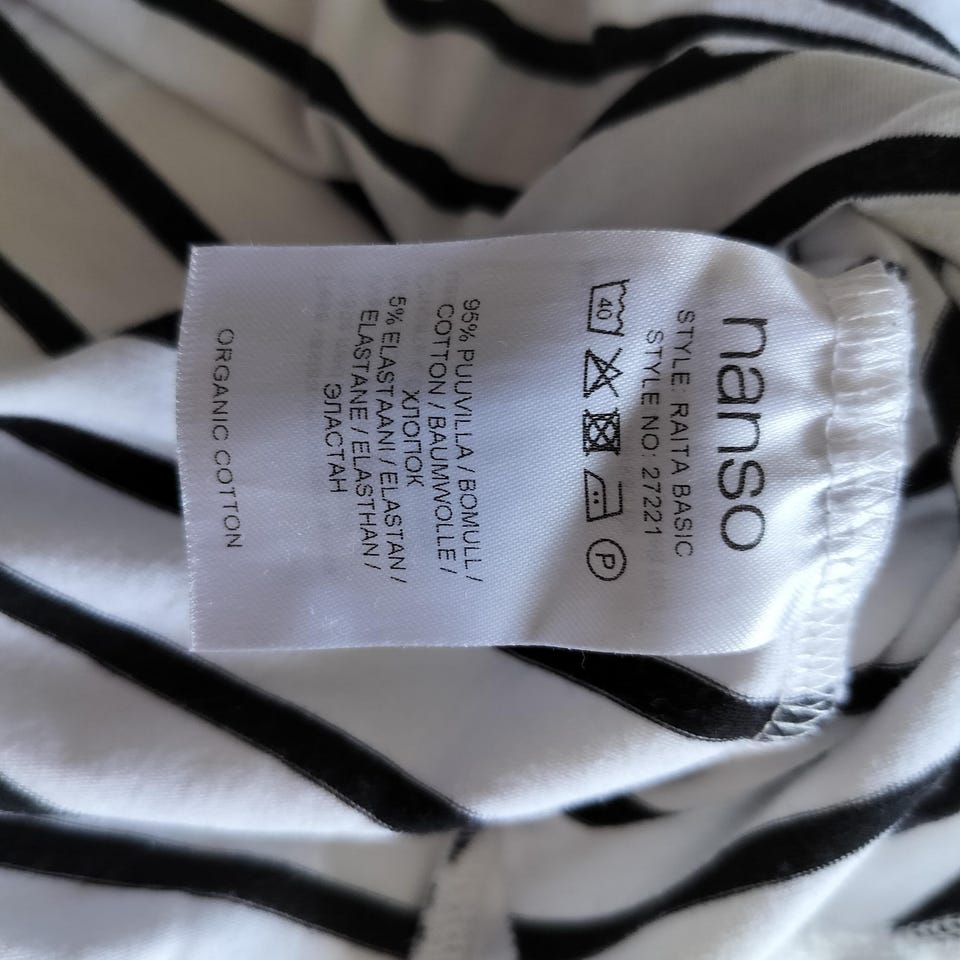 nanso
STYLE: RAITA BASIC
STYLE NO: 27221
40
P
95% PUUVILLA / BOMULL /
COTTON / BAUMWOLLE /
ХЛОПОК
5% ELASTAANI / ELASTAN /
ELASTANE / ELASTHAN /
ЭЛАСТАН
ORGANIC COTTON